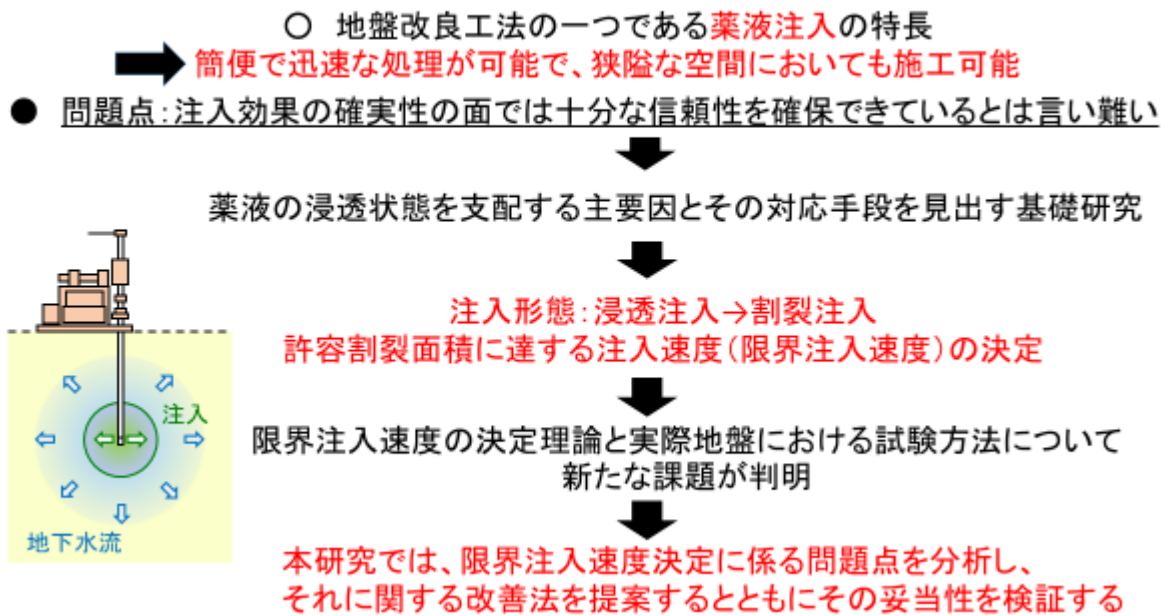 ○ 地盤改良工法の一つである薬液注入の特長
簡便で迅速な処理が可能で、狭隘な空間においても施工可能
● 問題点：注入効果の確実性の面では十分な信頼性を確保できているとは言い難い
薬液の浸透状態を支配する主要因とその対応手段を見出す基礎研究
注入形態：浸透注入→割裂注入
許容割裂面積に達する注入速度（限界注入速度）の決定
注入
限界注入速度の決定理論と実際地盤における試験方法について
新たな課題が判明
地下水流
本研究では、限界注入速度決定に係る問題点を分析し、
それに関する改善法を提案するとともにその妥当性を検証する